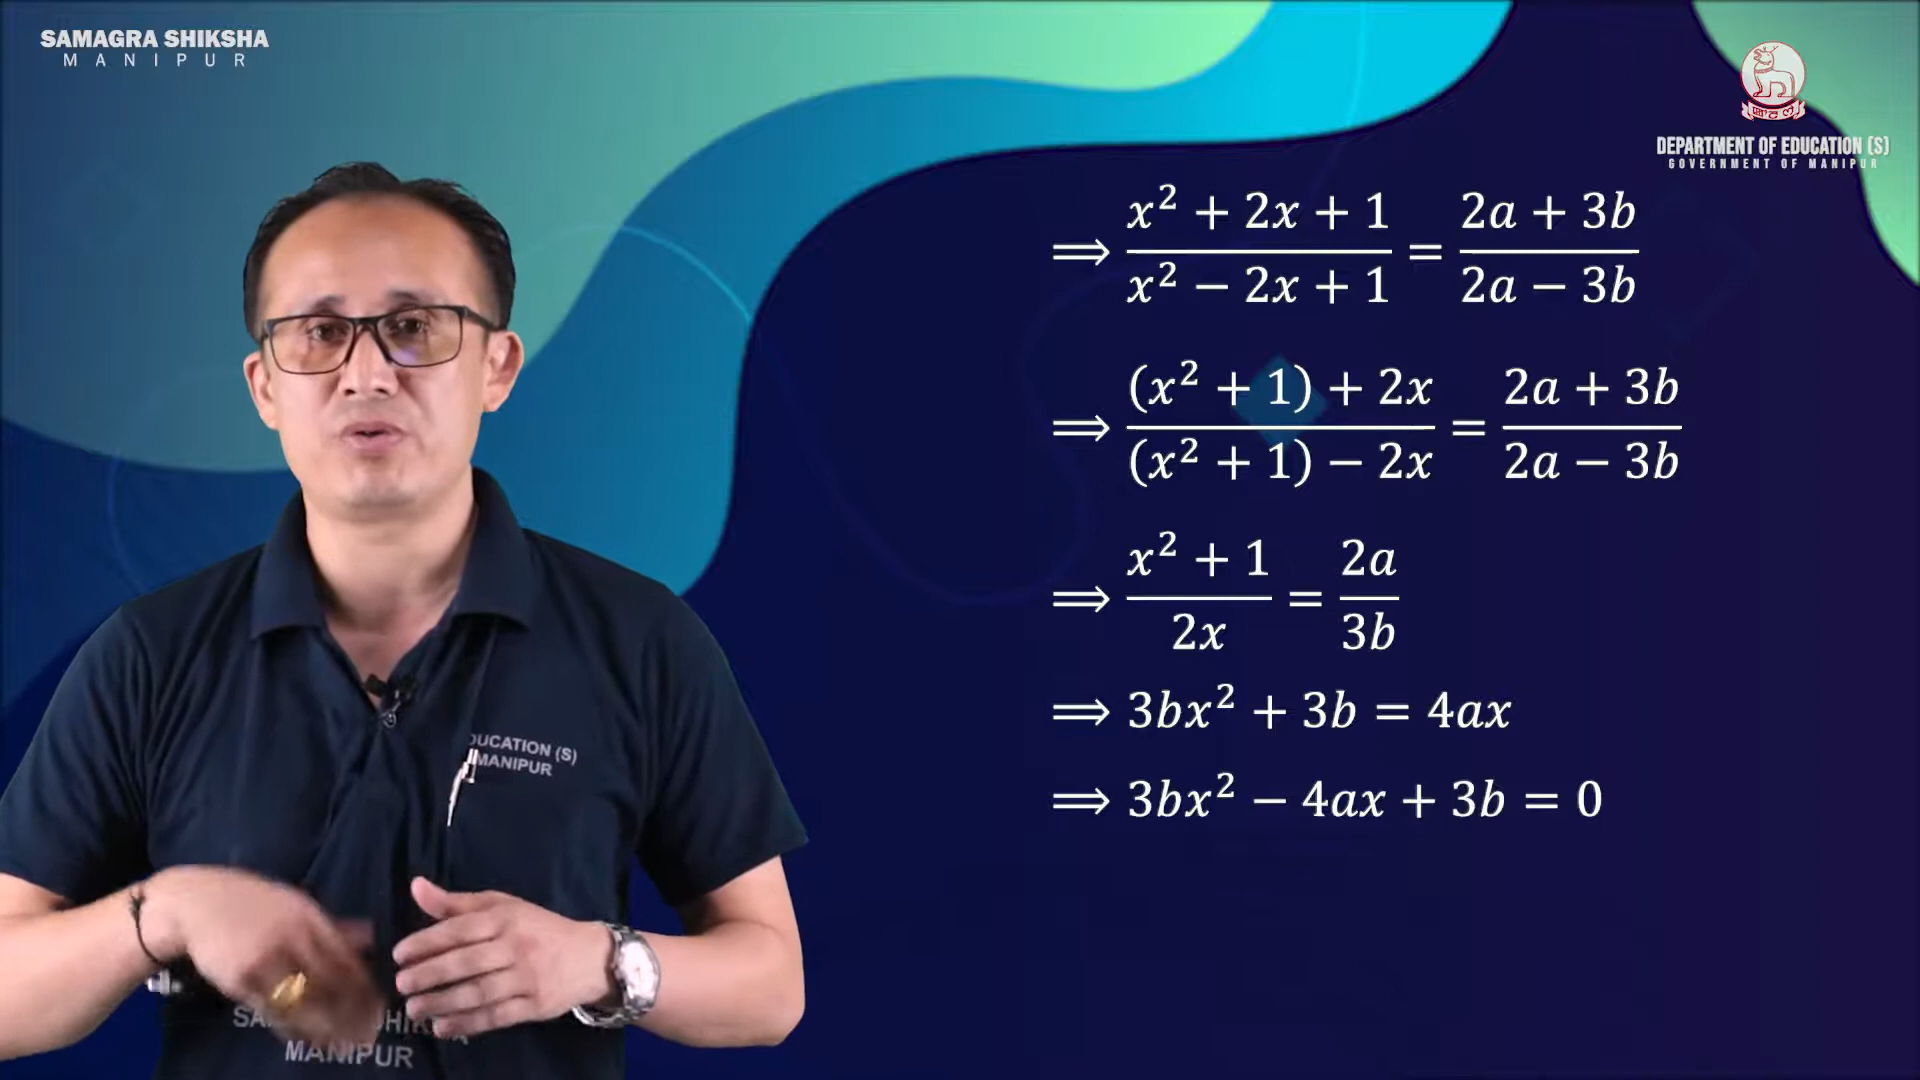 SAMAGRA SHIKSHA
MANIPUR
DEPARTMENT OF EDUCATION (S)
GOVERNMENT OF MANIPUR
⟹ (x² + 2x + 1)/(x² − 2x + 1) = (2a + 3b)/(2a − 3b)
⟹ ((x² + 1) + 2x)/((x² + 1) − 2x) = (2a + 3b)/(2a − 3b)
⟹ (x² + 1)/(2x) = (2a)/(3b)
⟹ 3bx² + 3b = 4ax
⟹ 3bx² − 4ax + 3b = 0
DUCATION (S)
MANIPUR
MANIPUR